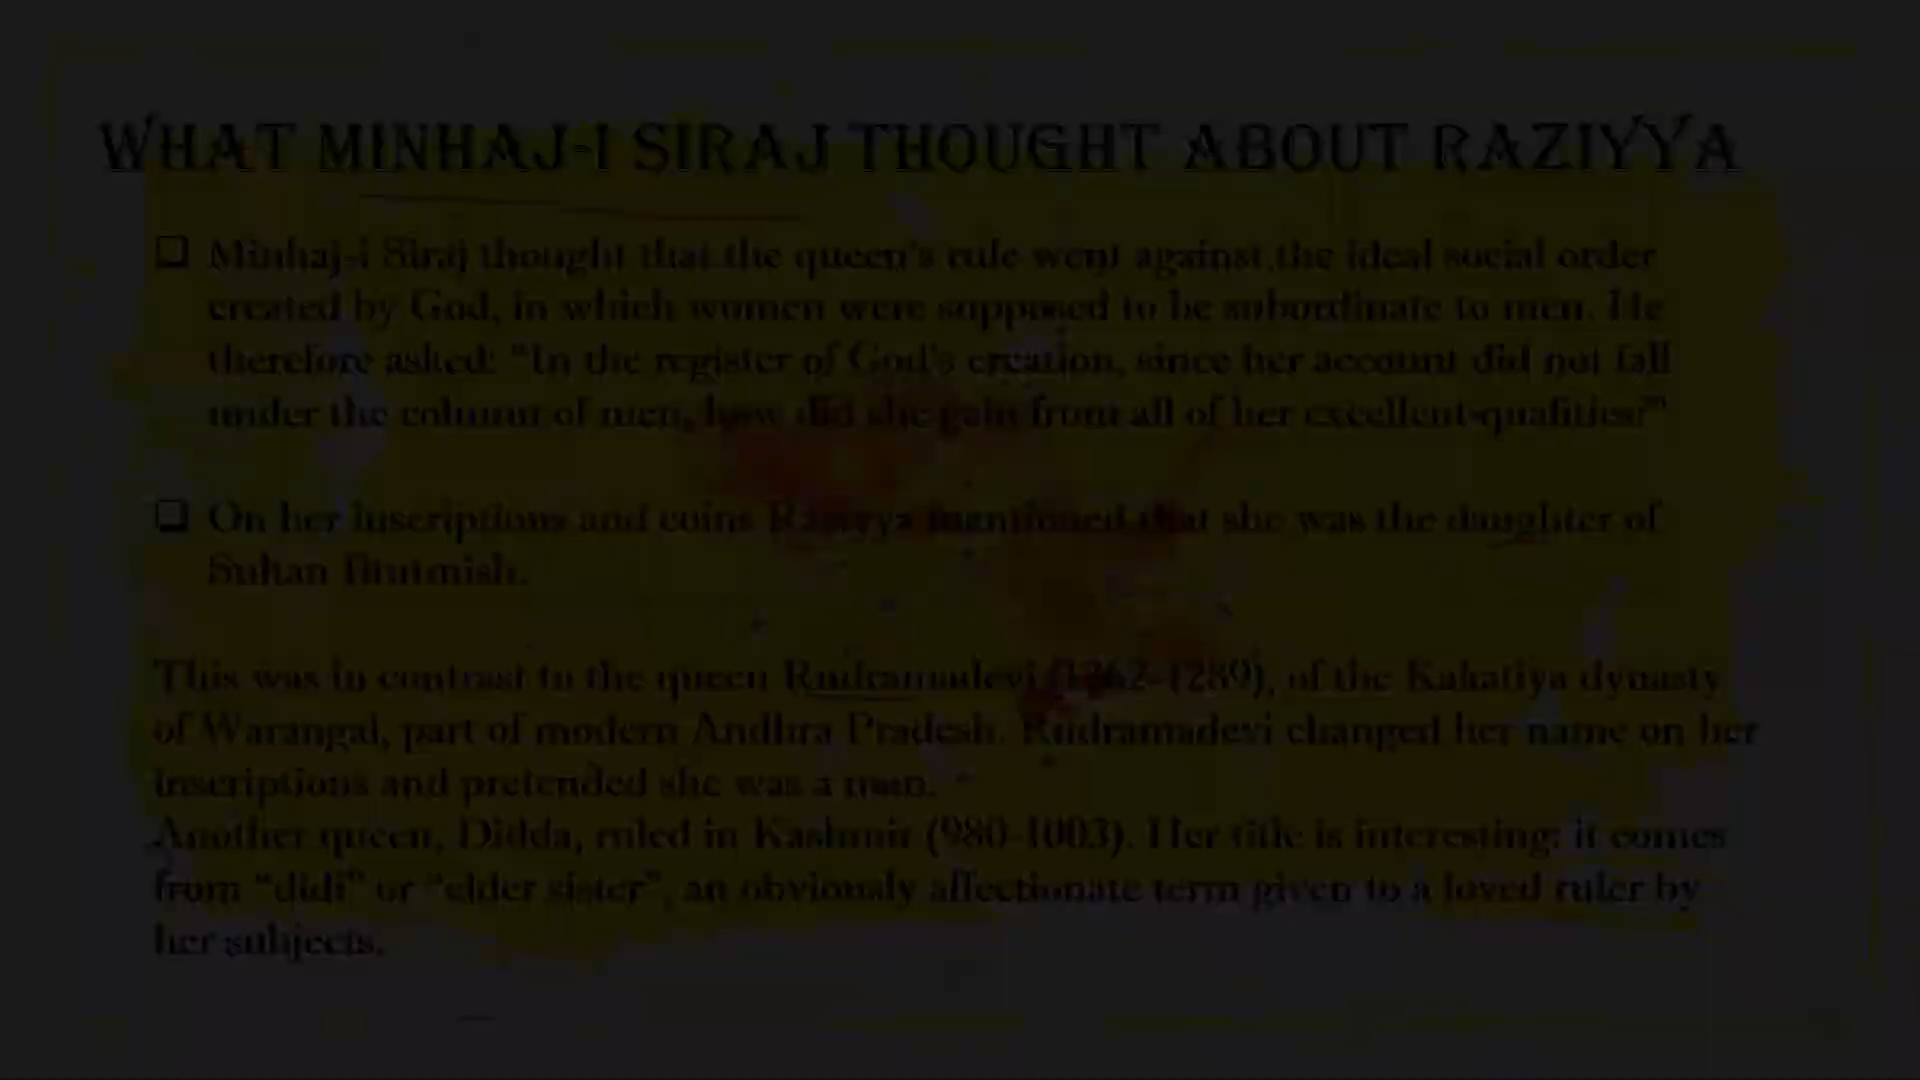 WHAT MINHAJ-I SIRAJ THOUGHT ABOUT RAZIYYA
❑ Minhaj-i Siraj thought that the queen's rule went against the ideal social order
created by God, in which women were supposed to be subordinate to men. He
therefore asked: "In the register of God's creation, since her account did not fall
under the column of men, how did she gain from all of her excellent qualities?"
❑ On her inscriptions and coins Raziyya mentioned that she was the daughter of
Sultan Iltutmish.
This was in contrast to the queen Rudramadevi (1262-1289), of the Kakatiya dynasty
of Warangal, part of modern Andhra Pradesh. Rudramadevi changed her name on her
inscriptions and pretended she was a man.
Another queen, Didda, ruled in Kashmir (980-1003). Her title is interesting: it comes
from "didi" or "elder sister", an obviously affectionate term given to a loved ruler by
her subjects.